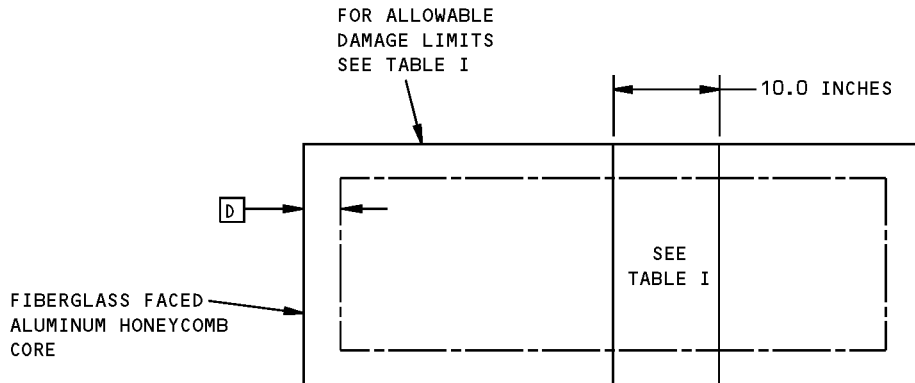 FOR ALLOWABLE
DAMAGE LIMITS
SEE TABLE I
10.0 INCHES
D
SEE
TABLE I
FIBERGLASS FACED
ALUMINUM HONEYCOMB
CORE